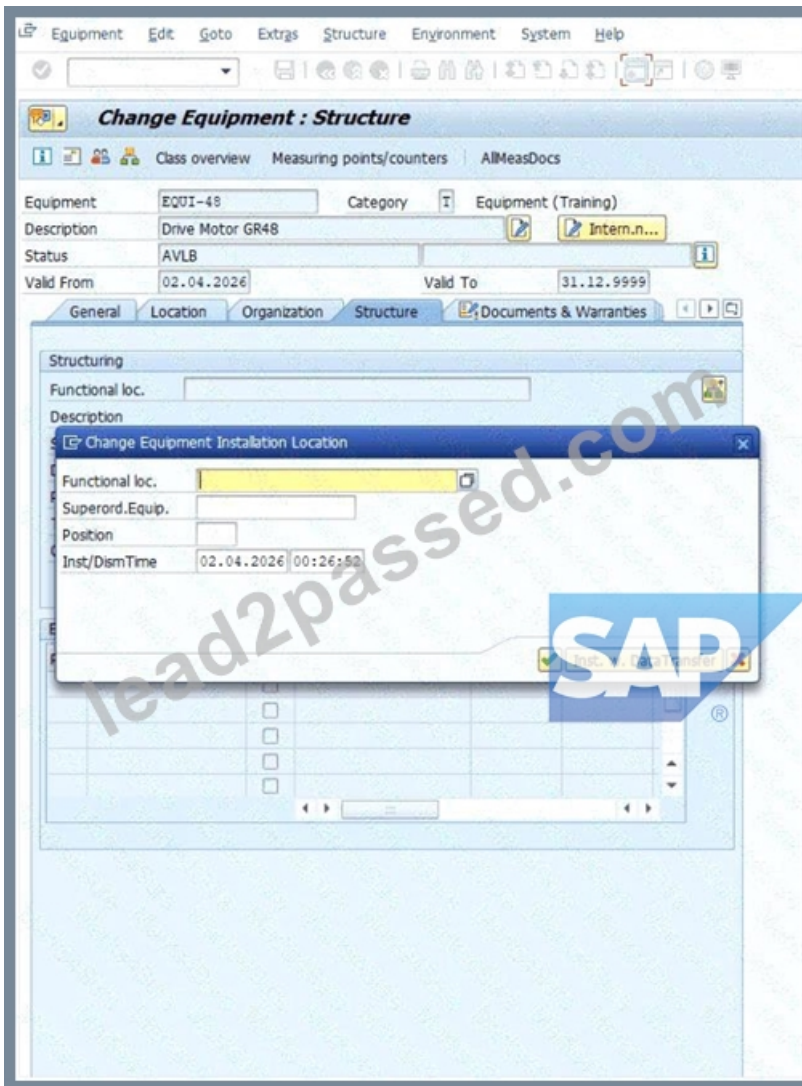 Equipment Edit Goto Extras Structure Environment System Help
Change Equipment : Structure
Class overview Measuring points/counters AllMeasDocs
Equipment EQUI-48 Category T Equipment (Training)
Description Drive Motor GR48 Intern.n...
Status AVLB
Valid From 02.04.2026 Valid To 31.12.9999
General Location Organization Structure Documents & Warranties
Structuring
Functional loc.
Description
Change Equipment Installation Location
Functional loc.
Superord.Equip.
Position
Inst/DismTime 02.04.2026 00:26:52
Inst. w. DataTransfer
lead2passed.com
SAP
®